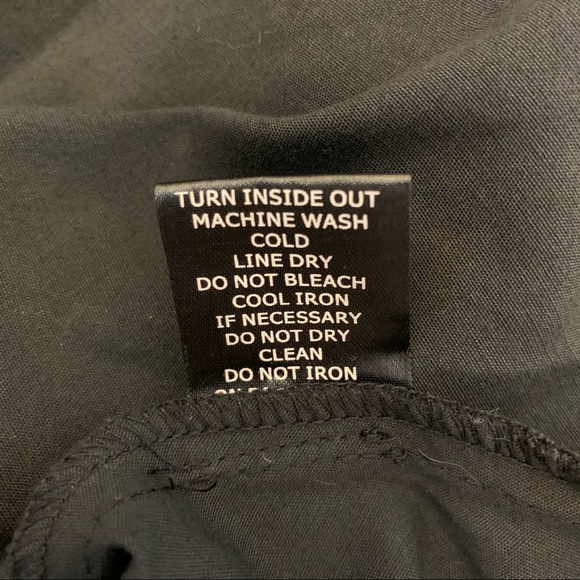 TURN INSIDE OUT
MACHINE WASH
COLD
LINE DRY
DO NOT BLEACH
COOL IRON
IF NECESSARY
DO NOT DRY
CLEAN
DO NOT IRON
ON